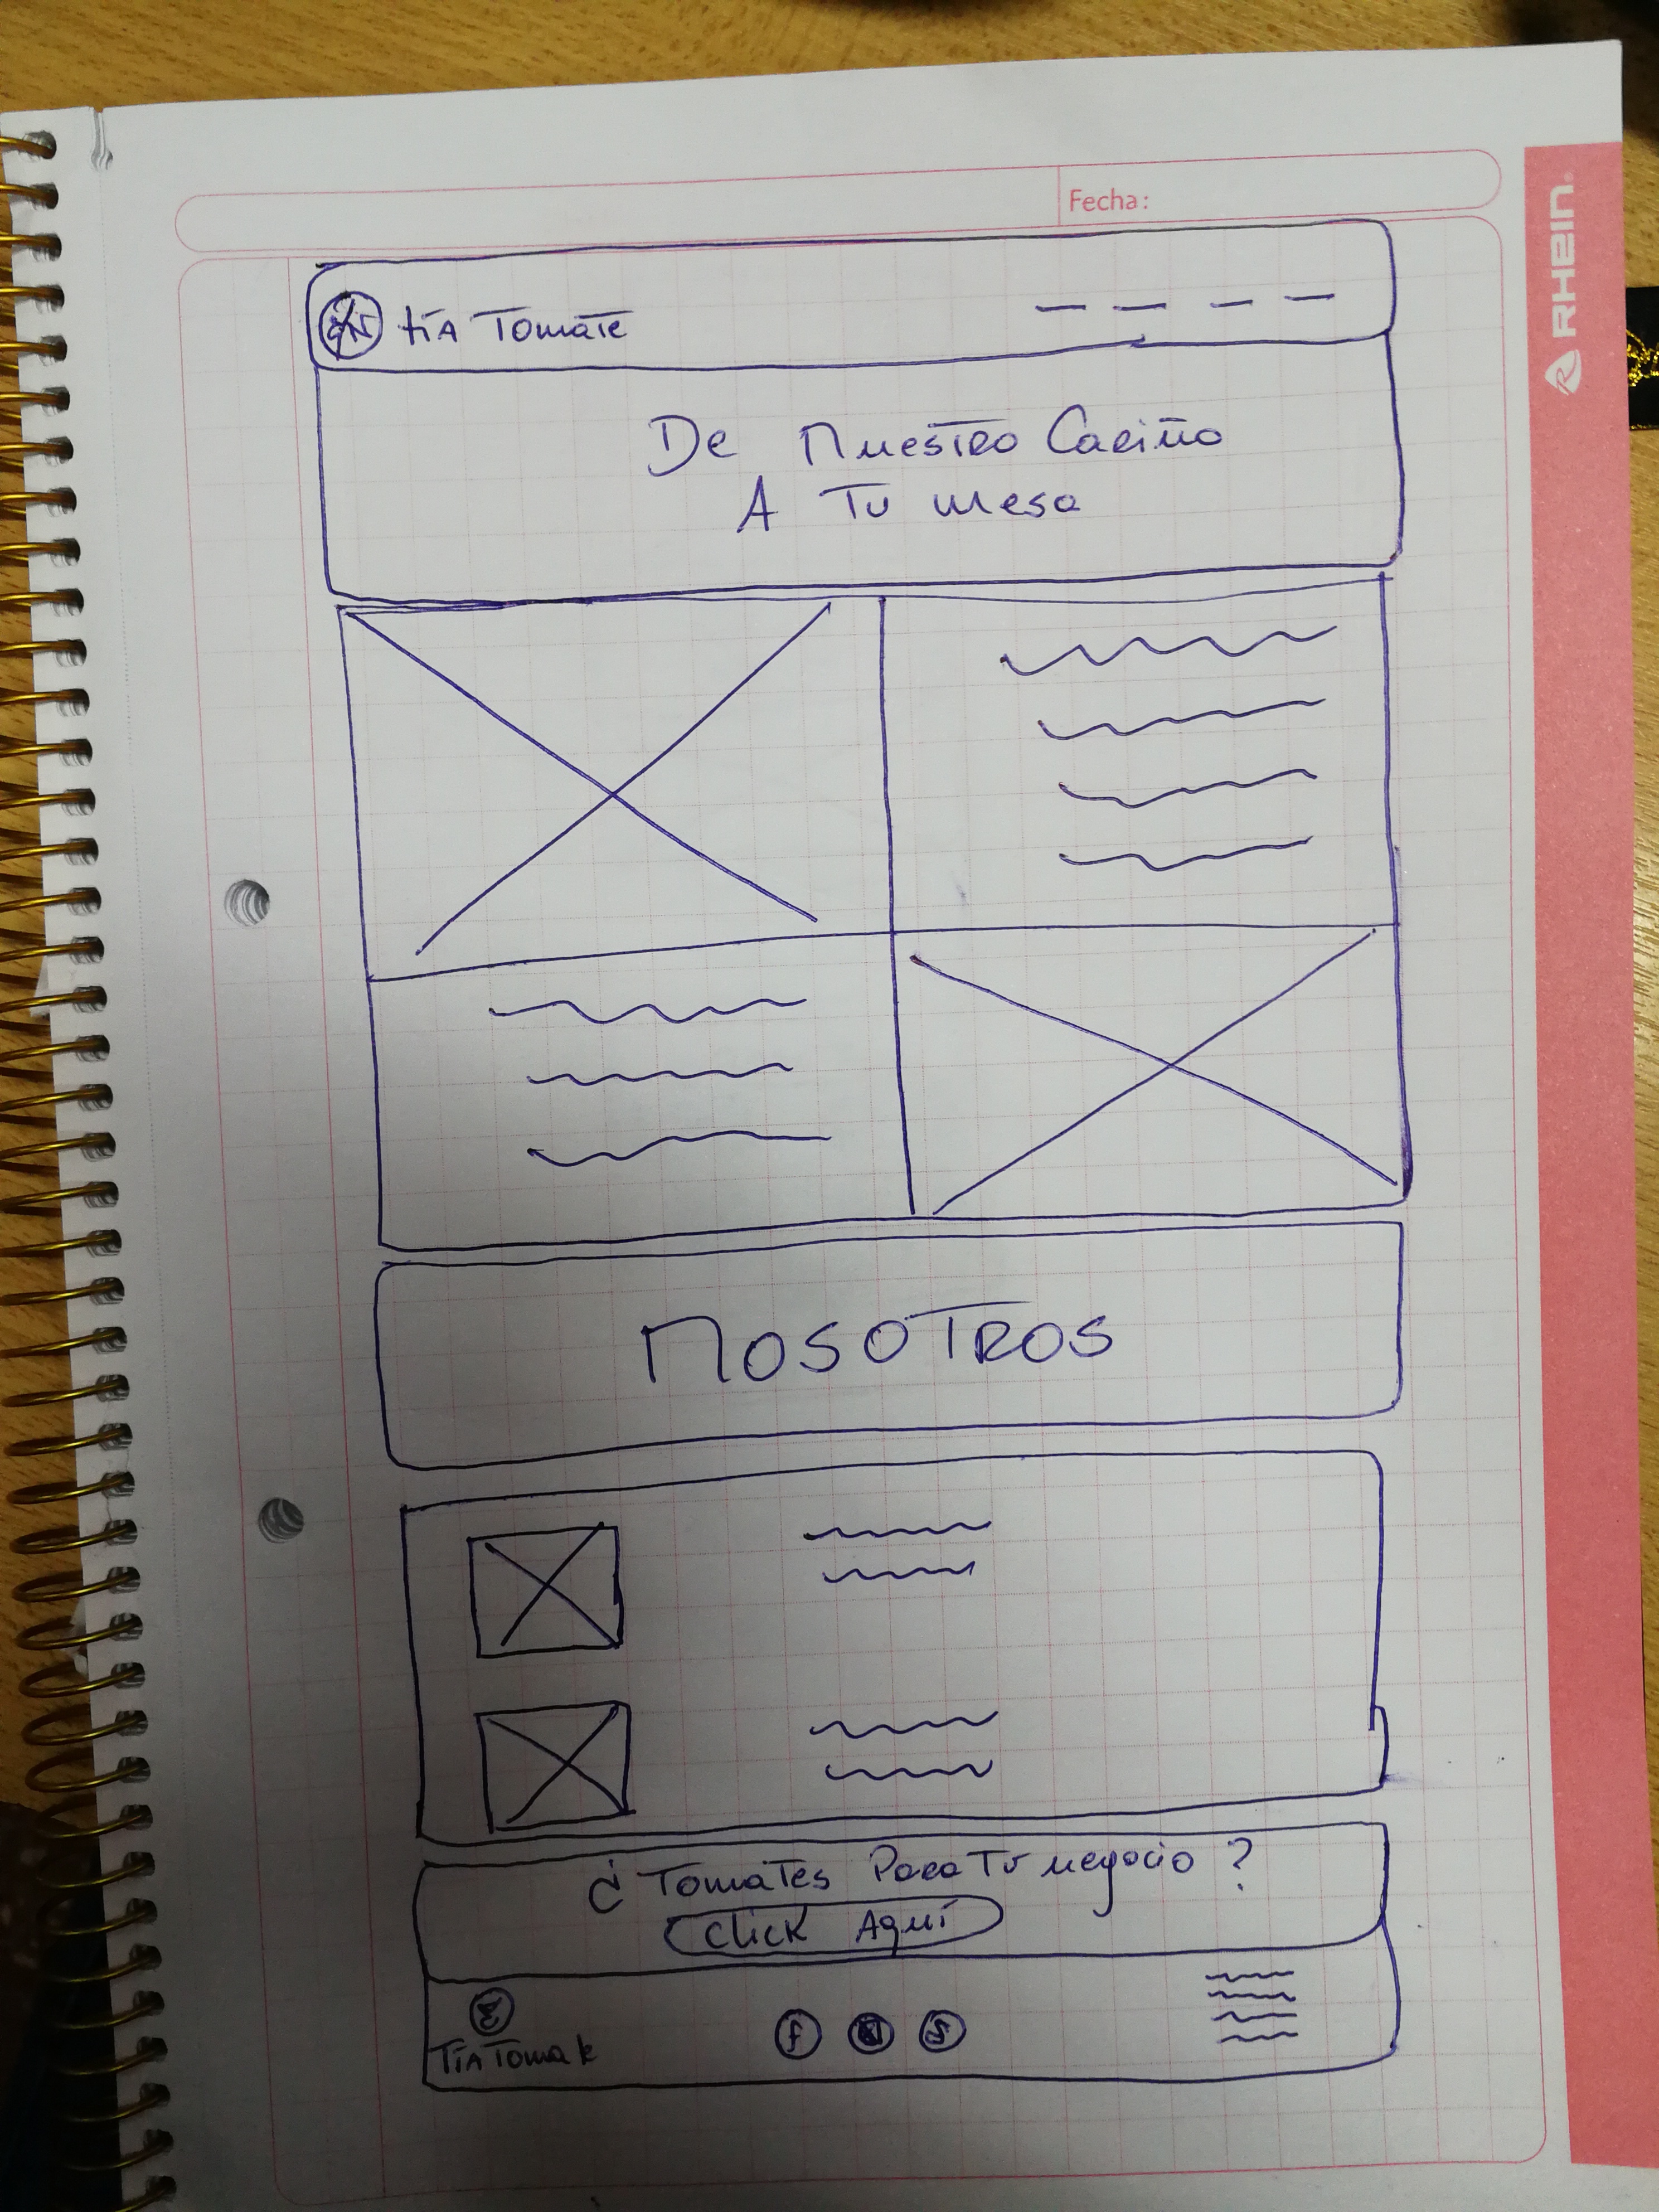 Fecha:
RHEIN
tía Tomate
De Nuestro Cariño
A Tu mesa
NOSOTROS
¿Tomates Para Tu negocio?
Click Aquí
f
Tía Tomate